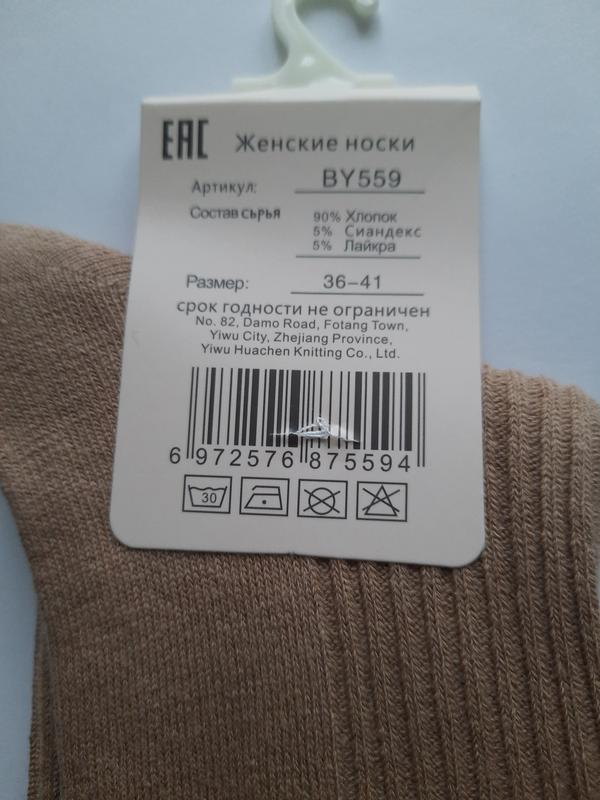 EAC Женские носки
Артикул: BY559
Состав сырья 90% Хлопок
5% Сиандекс
5% Лайкра
Размер: 36–41
срок годности не ограничен
No. 82, Damo Road, Fotang Town,
Yiwu City, Zhejiang Province,
Yiwu Huachen Knitting Co., Ltd.
6 972576 875594
30